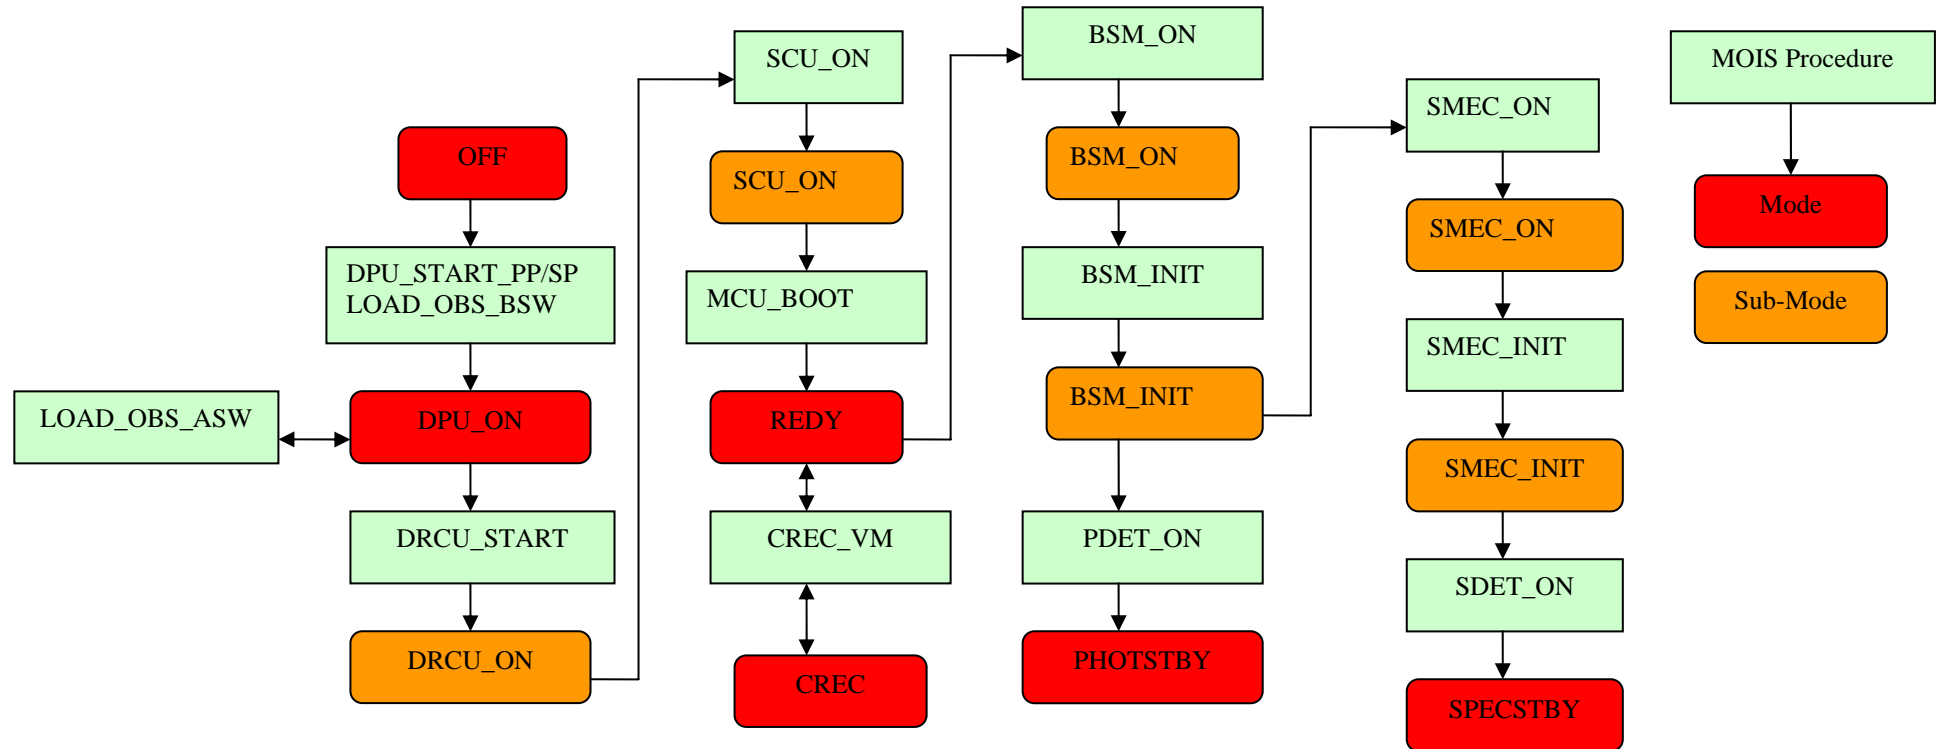 OFF
DPU_START_PP/SP
LOAD_OBS_BSW
LOAD_OBS_ASW
DPU_ON
DRCU_START
DRCU_ON
SCU_ON
SCU_ON
MCU_BOOT
REDY
CREC_VM
CREC
BSM_ON
BSM_ON
BSM_INIT
BSM_INIT
PDET_ON
PHOTSTBY
SMEC_ON
SMEC_ON
SMEC_INIT
SMEC_INIT
SDET_ON
SPECSTBY
MOIS Procedure
Mode
Sub-Mode